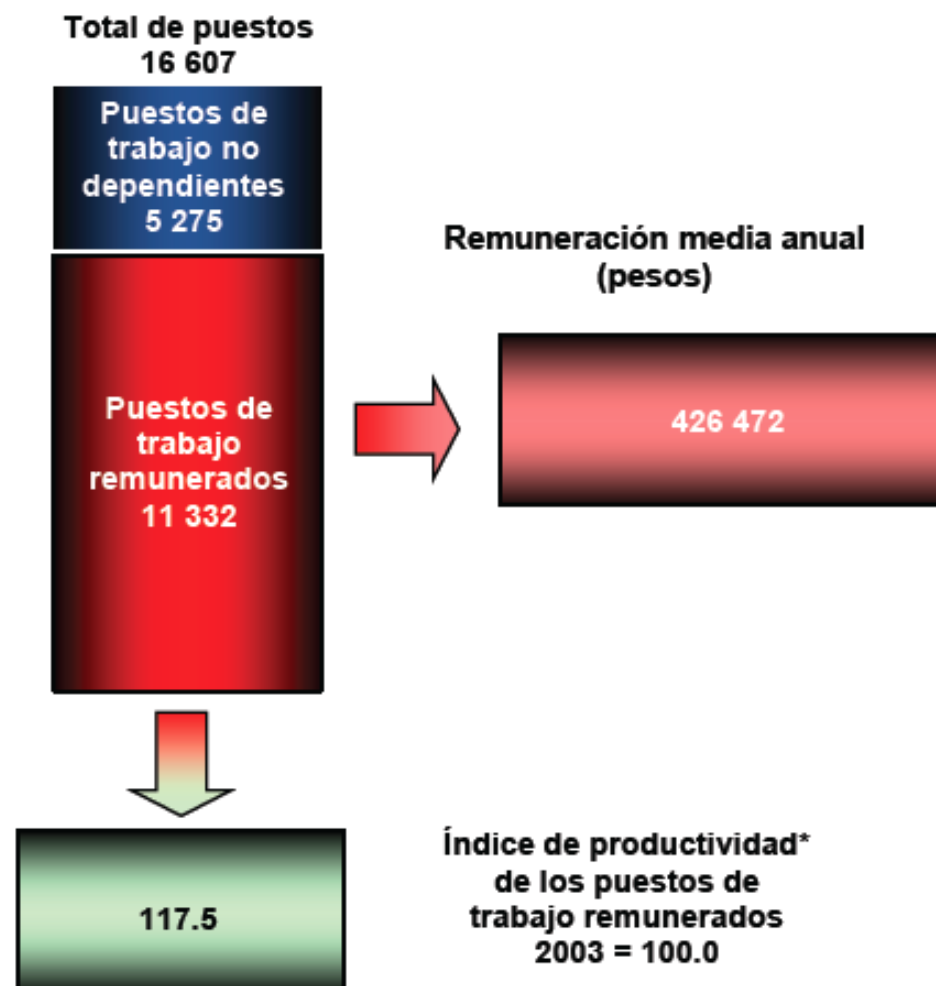 Total de puestos
16 607
Puestos de
trabajo no
dependientes
5 275
Remuneración media anual
(pesos)
Puestos de
trabajo
remunerados
11 332
426 472
117.5
Índice de productividad*
de los puestos de
trabajo remunerados
2003 = 100.0